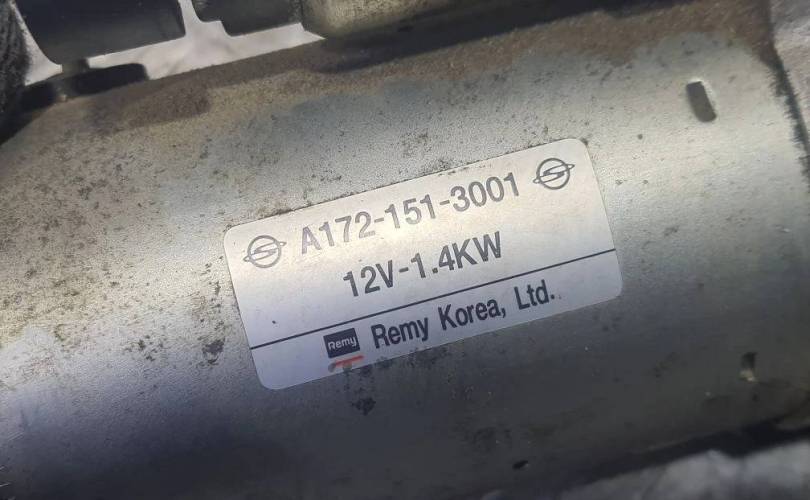 A172-151-3001
12V-1.4KW
Remy Remy Korea, Ltd.